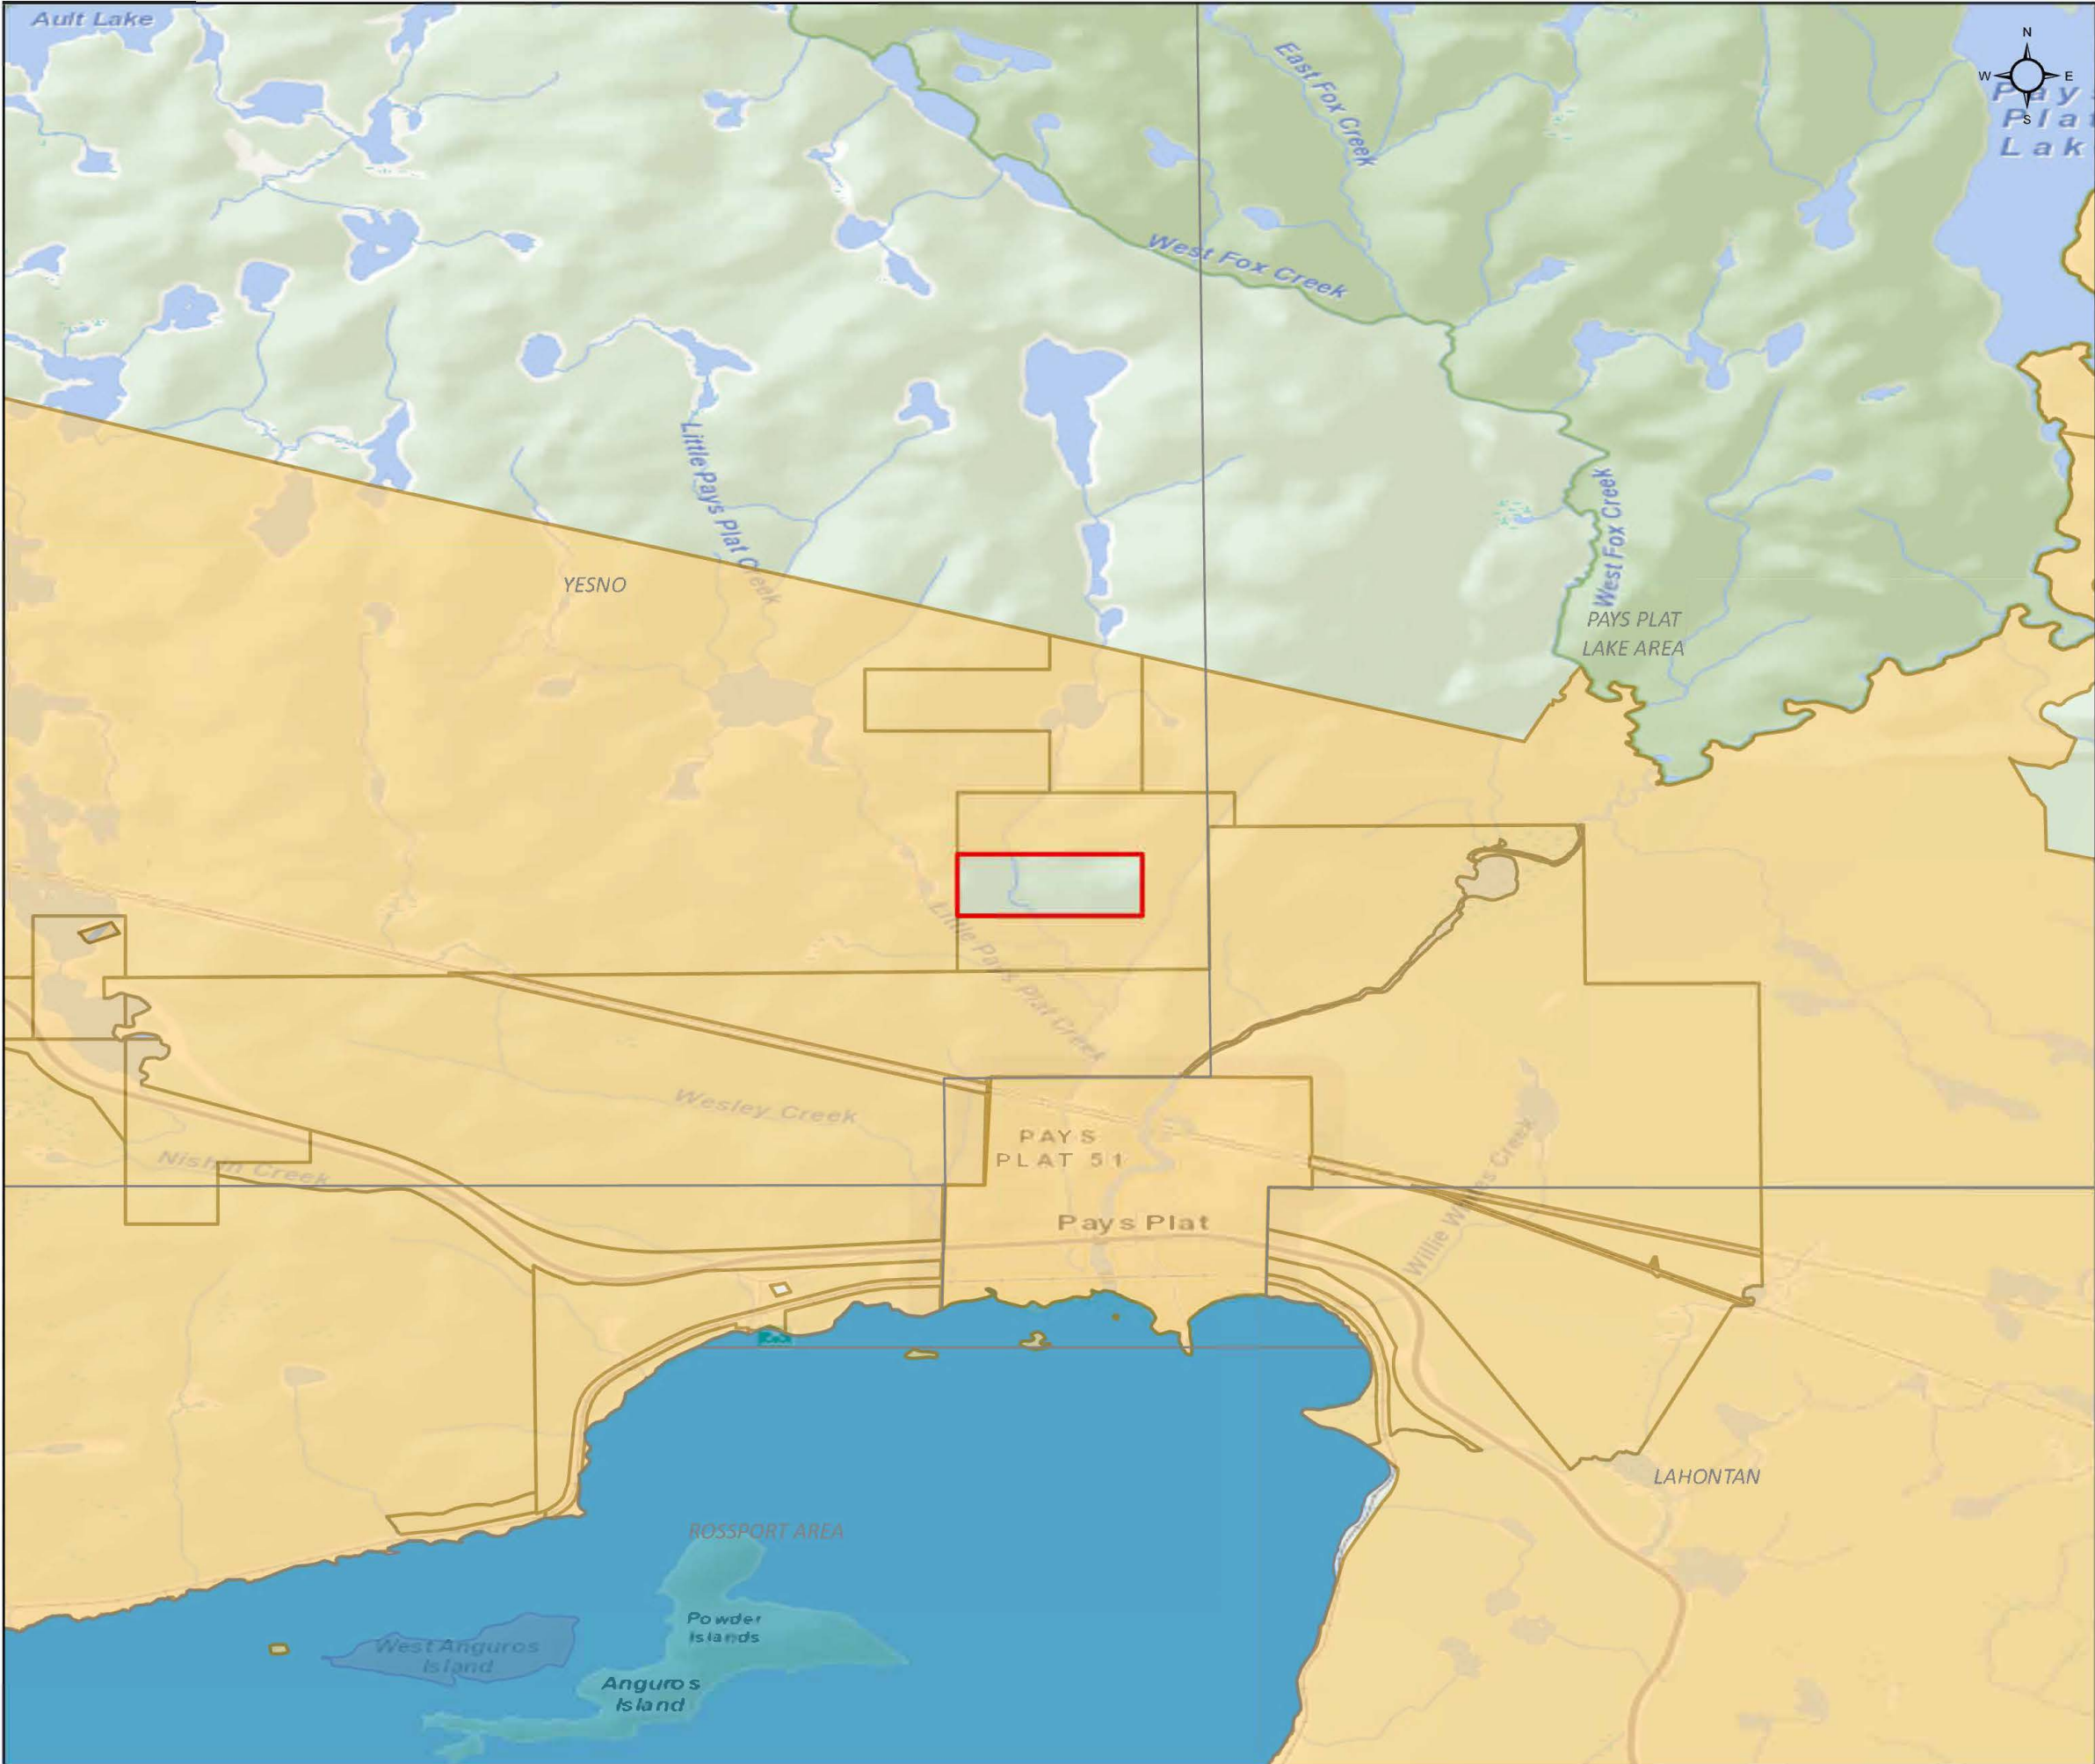 Ault Lake
East Fox Creek
N
W E
S
Pays
Plat
Lak
West Fox Creek
Little Pays Plat Creek
West Fox Creek
YESNO
PAYS PLAT
LAKE AREA
Little Pays Plat Creek
Wesley Creek
PAYS
PLAT 51
Nishin Creek
Willie Willies Creek
Pays Plat
LAHONTAN
ROSSPORT AREA
Powder
Islands
West Anguros
Island
Anguros
Island